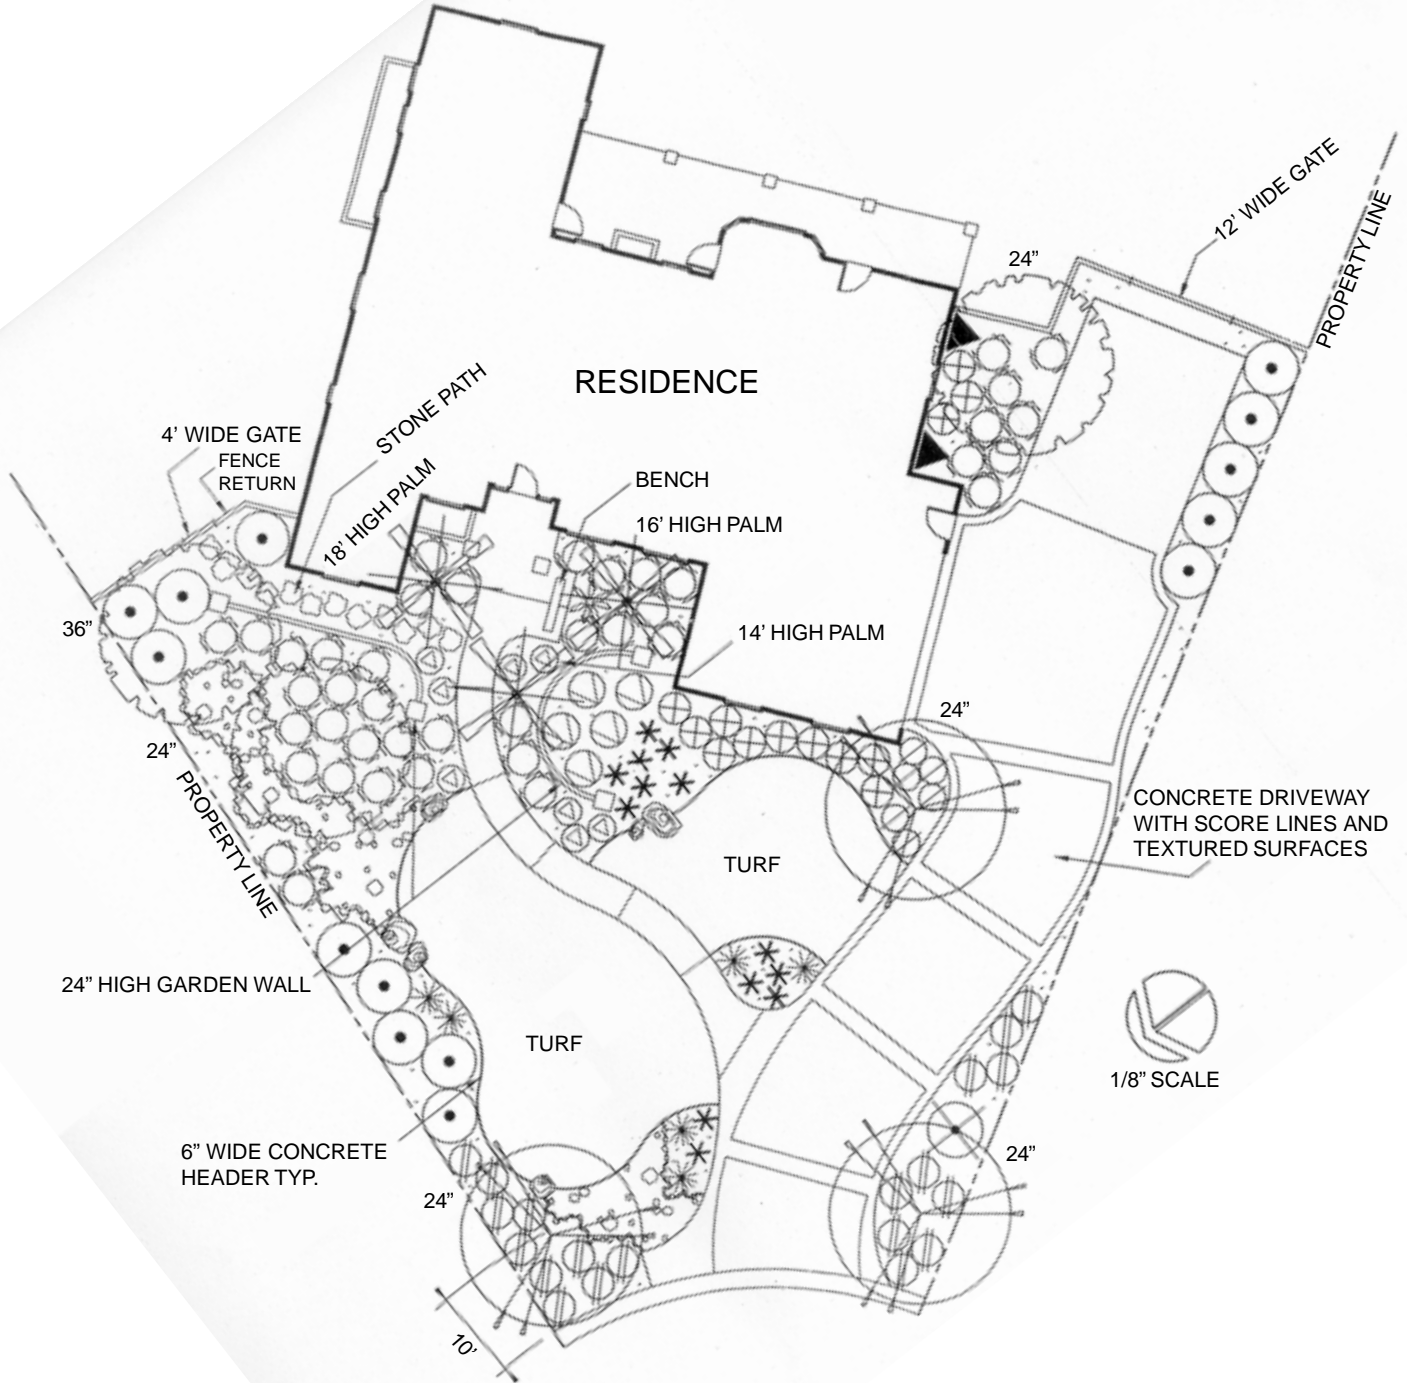 12’ WIDE GATE
PROPERTY LINE
24”
RESIDENCE
STONE PATH
4’ WIDE GATE
FENCE
RETURN
18’ HIGH PALM
BENCH
16’ HIGH PALM
36”
14’ HIGH PALM
24”
24”
PROPERTY LINE
CONCRETE DRIVEWAY
WITH SCORE LINES AND
TEXTURED SURFACES
TURF
24” HIGH GARDEN WALL
TURF
1/8” SCALE
6” WIDE CONCRETE
HEADER TYP.
24”
24”
10’